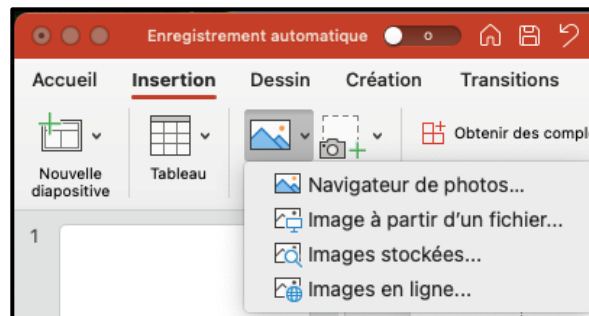 Enregistrement automatique
Accueil Insertion Dessin Création Transitions
Nouvelle
diapositive
Tableau
Obtenir des complé
Navigateur de photos...
Image à partir d'un fichier...
Images stockées...
Images en ligne...
1